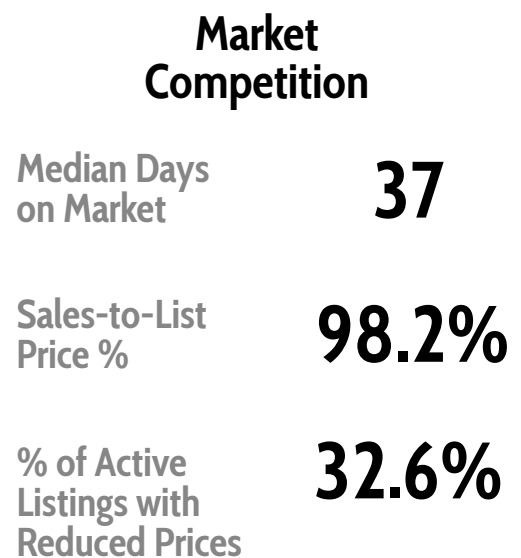 Market
Competition
Median Days
on Market
37
Sales-to-List
Price %
98.2%
% of Active
Listings with
Reduced Prices
32.6%